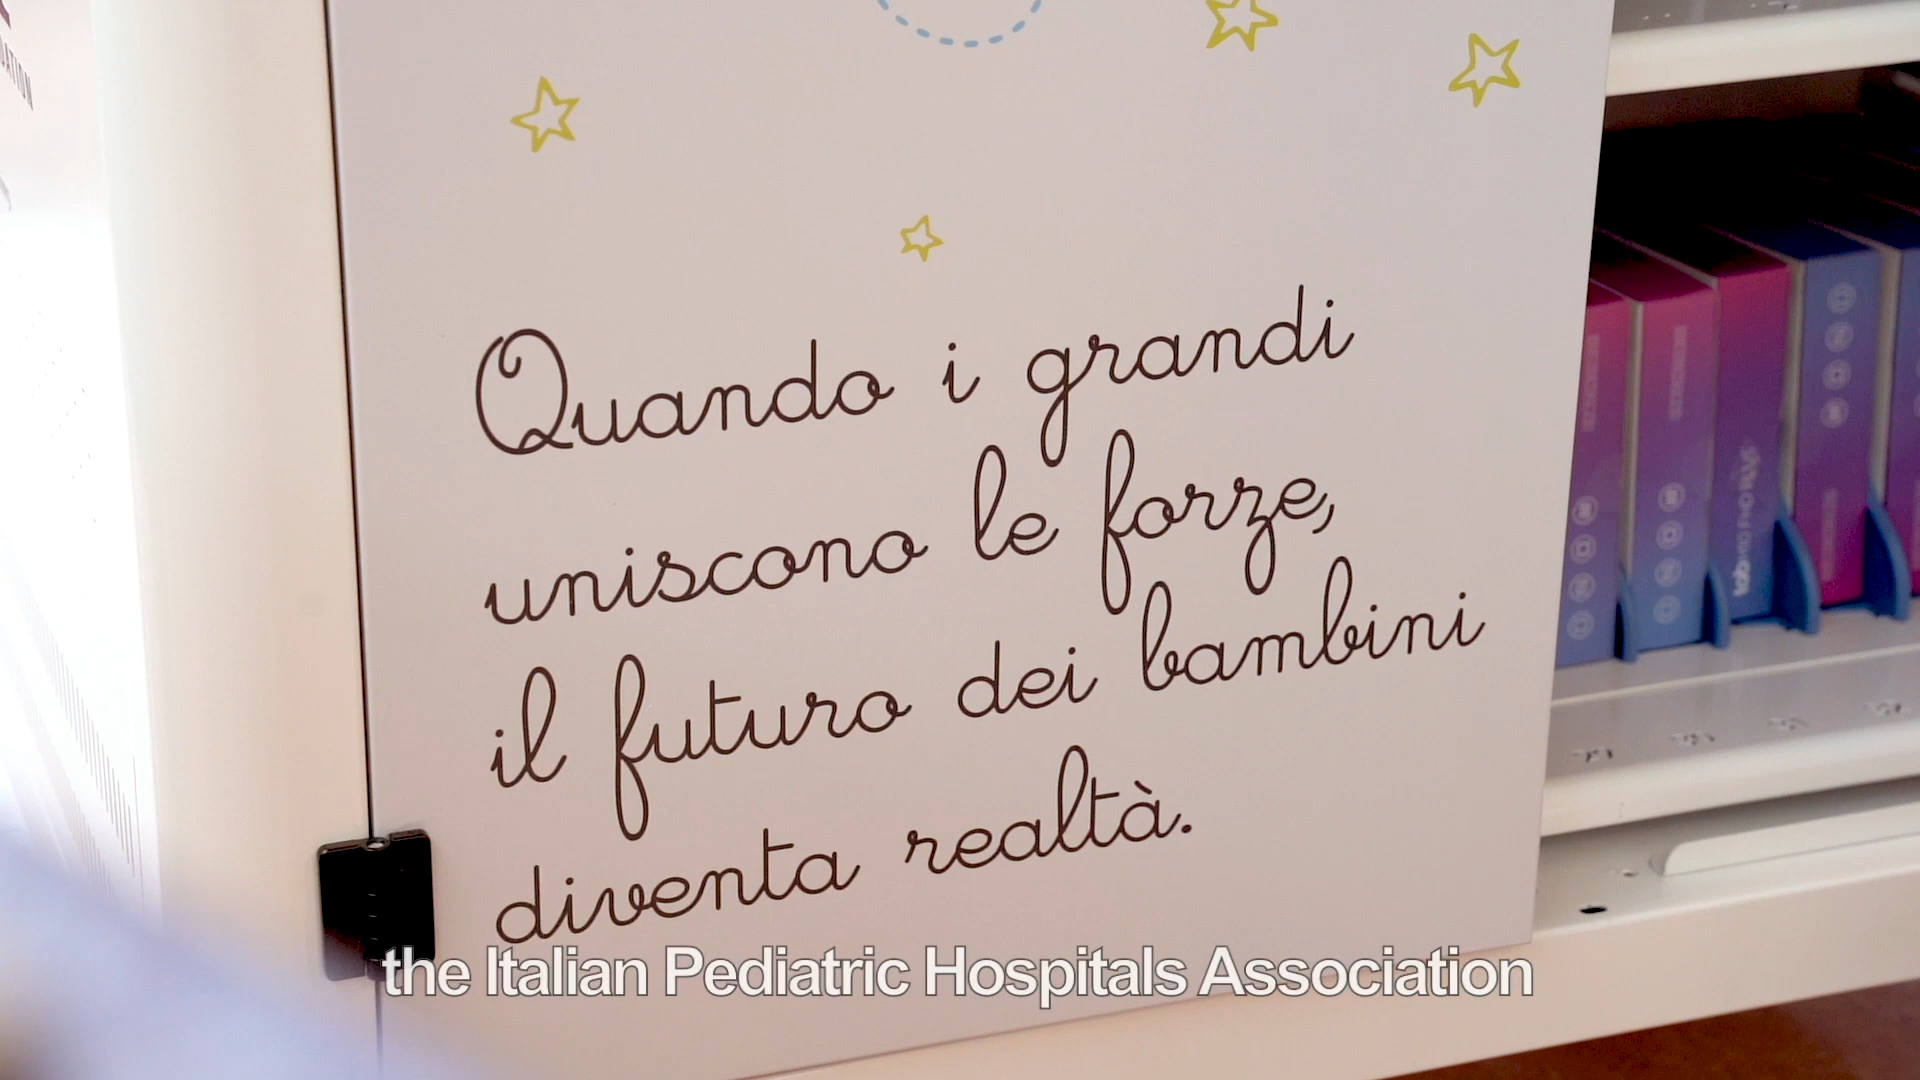 Quando i grandi
uniscono le forze,
il futuro dei bambini
diventa realtà.
the Italian Pediatric Hospitals Association